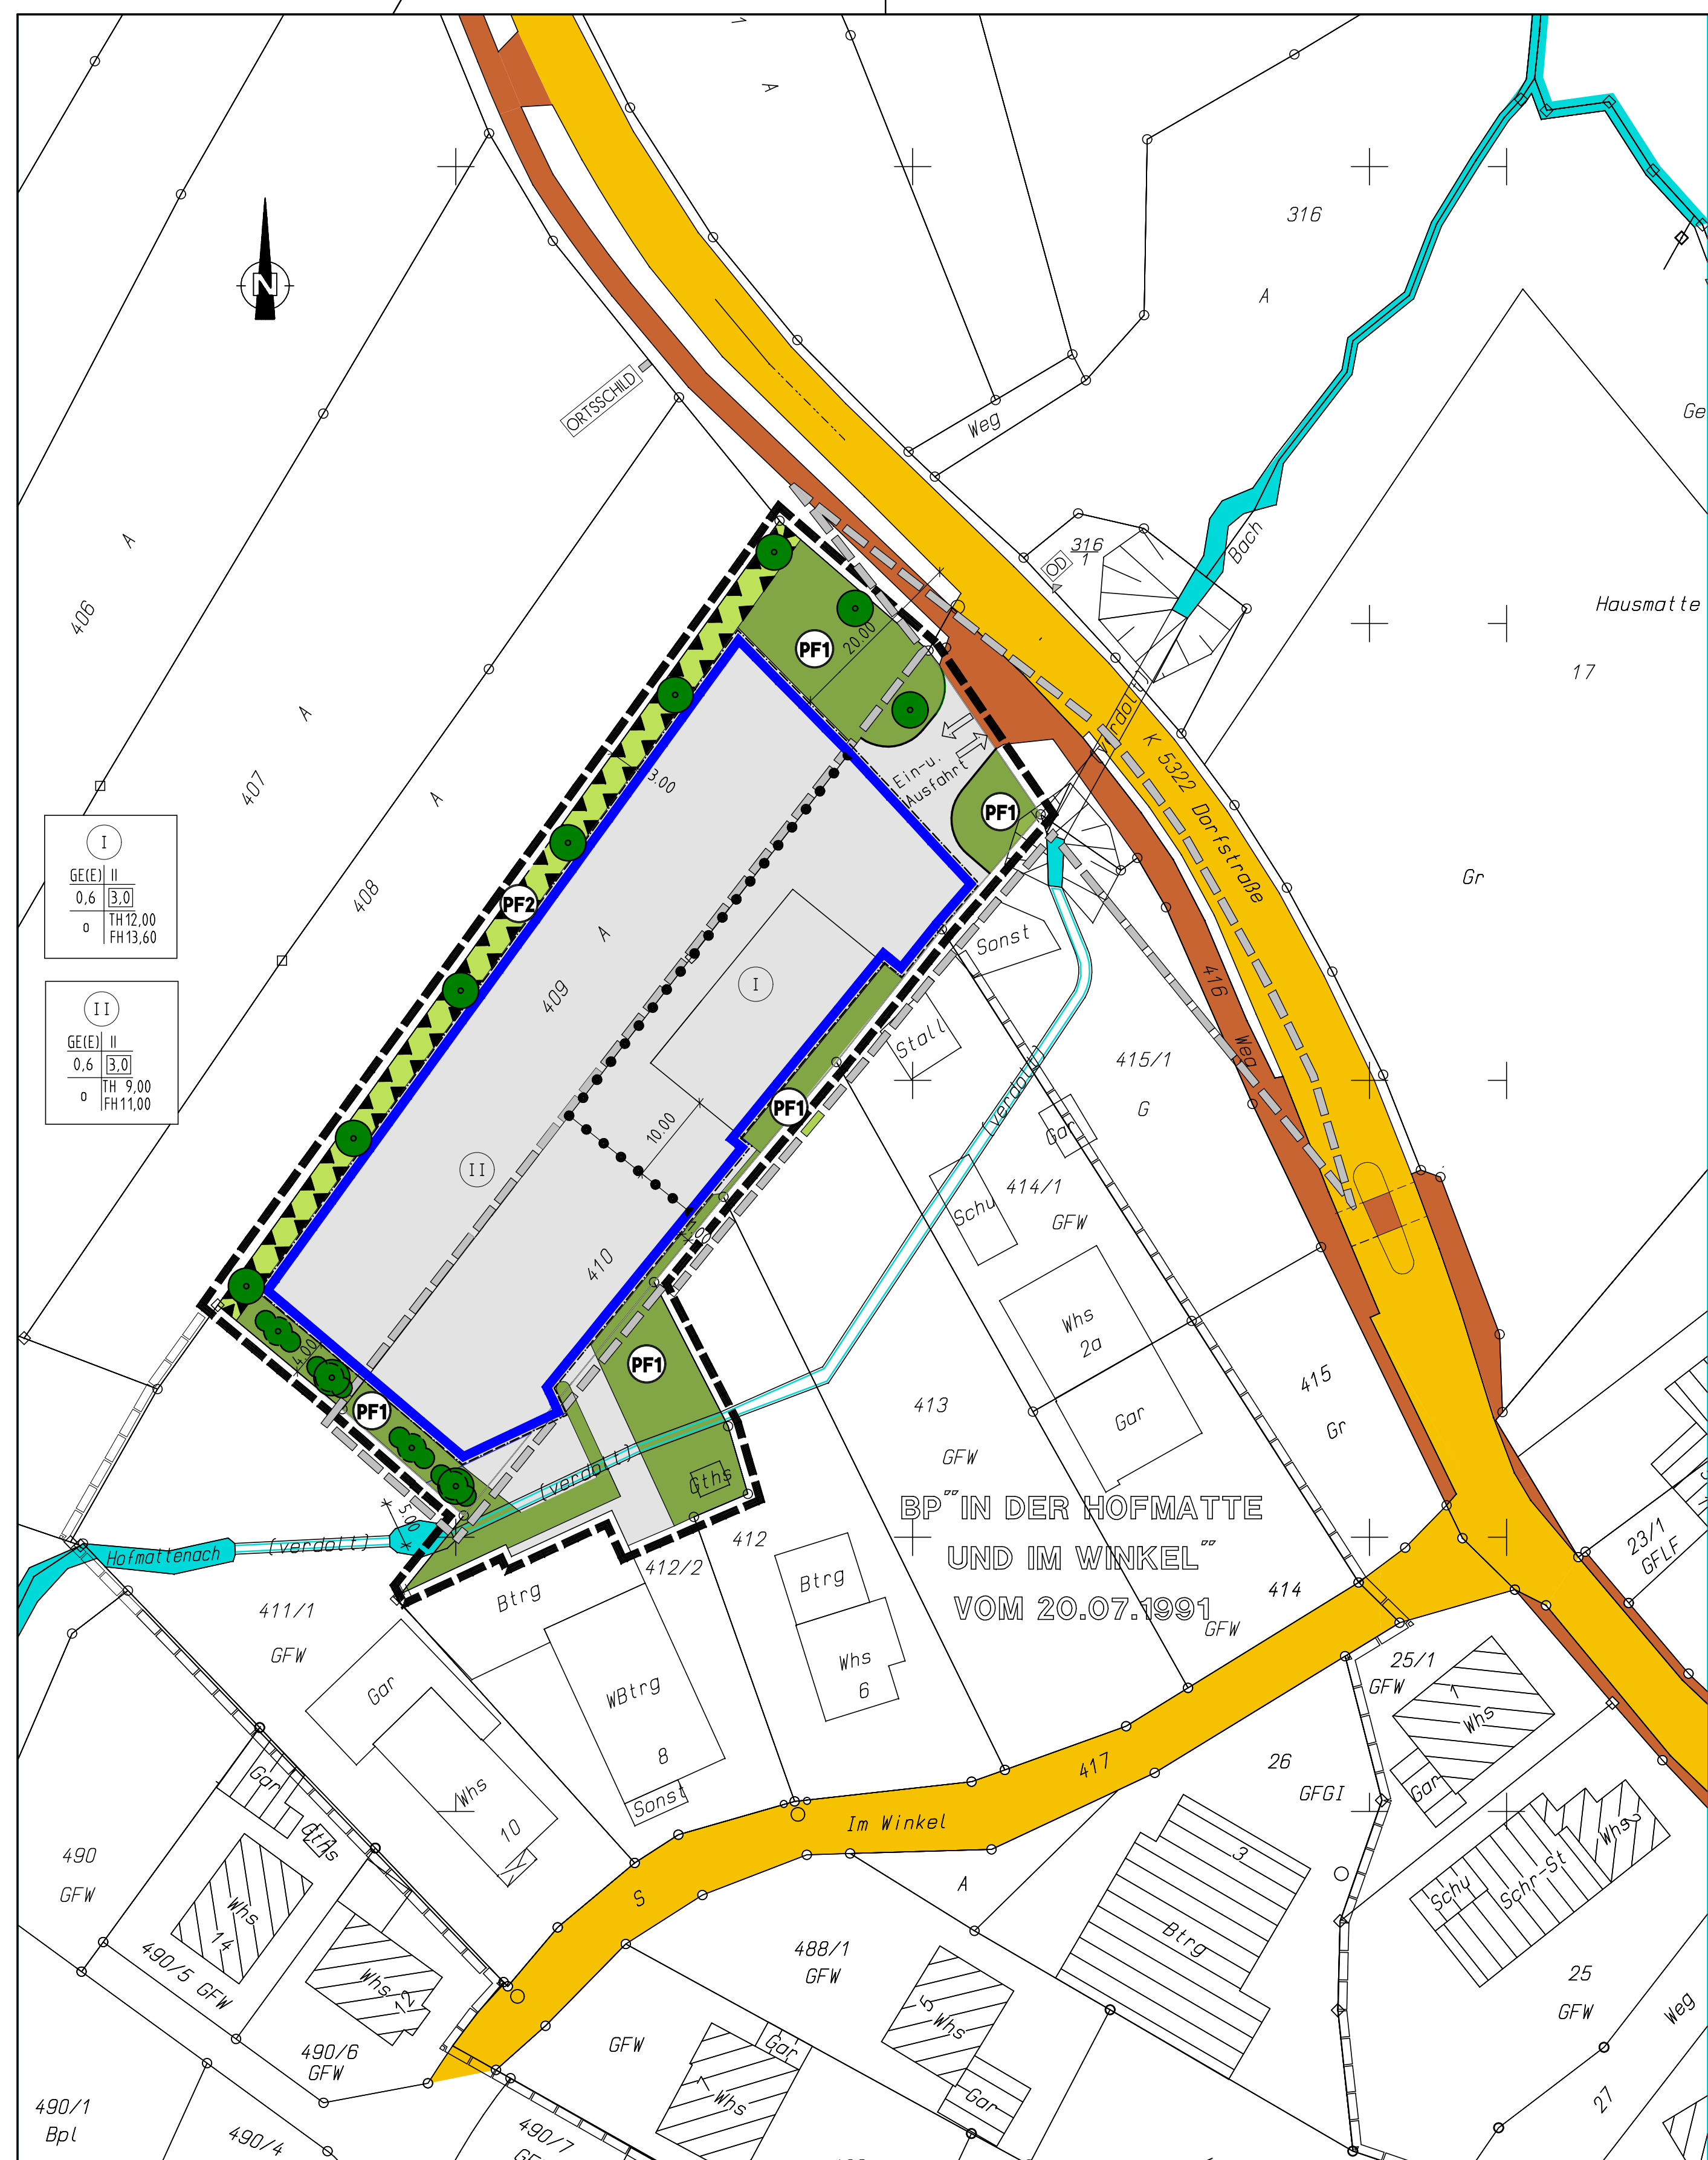 1
A
316
A
N
ORTSSCHILD
Weg
Ge
Bach
316
1
OD
Hausmatte
17
A
406
PF1
20.00
A
407
A
3.00
Ein-u.
Ausfahrt
PF1
K 5322 Dorfstraße
Gr
I
GE(E) II
0,6 3,0
o TH 12,00
FH 13,60
408
PF2
A
409
I
Sonst
416
Weg
Stall
II
GE(E) II
0,6 3,0
o TH 9,00
FH 11,00
415/1
G
(verdolt)
Gar
PF1
10.00
II
414/1
GFW
Schu
410
Whs
2a
4.00
PF1
PF1
413
GFW
Gar
415
Gr
(verdolt)
Gths
5.00
Hofmattenach
(verdolt)
BP "IN DER HOFMATTE
UND IM WINKEL"
VOM 20.07.1991
412
412/2
Btrg
Btrg
411/1
GFW
414
GFW
23/1
GFLF
Gar
WBtrg
8
Sonst
Whs
6
25/1
GFW
1
Whs
Gar
417
26
GFGI
Im Winkel
Whs
10
Gar
Gths
490
GFW
Whs
14
S
A
3
Btrg
Schu
Schr-St
Whs
490/5 GFW
Whs
12
488/1
GFW
5
Whs
25
GFW
Weg
490/6
GFW
GFW
Gar
7
Whs
Gar
27
490/1
Bpl
490/4
490/7